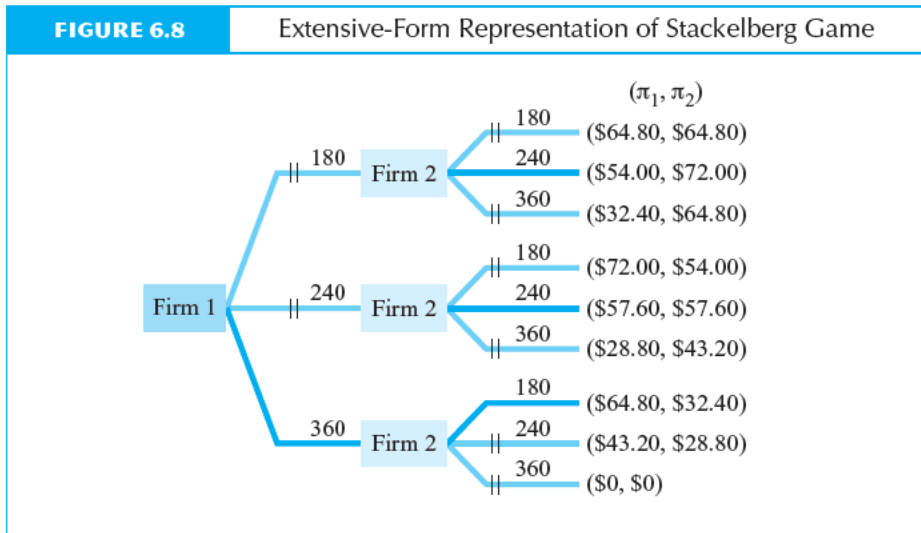 FIGURE 6.8 Extensive-Form Representation of Stackelberg Game
(π1, π2)
180 ($64.80, $64.80)
180 Firm 2 240 ($54.00, $72.00)
360 ($32.40, $64.80)
180 ($72.00, $54.00)
Firm 1 240 Firm 2 240 ($57.60, $57.60)
360 ($28.80, $43.20)
180 ($64.80, $32.40)
360 Firm 2 240 ($43.20, $28.80)
360 ($0, $0)